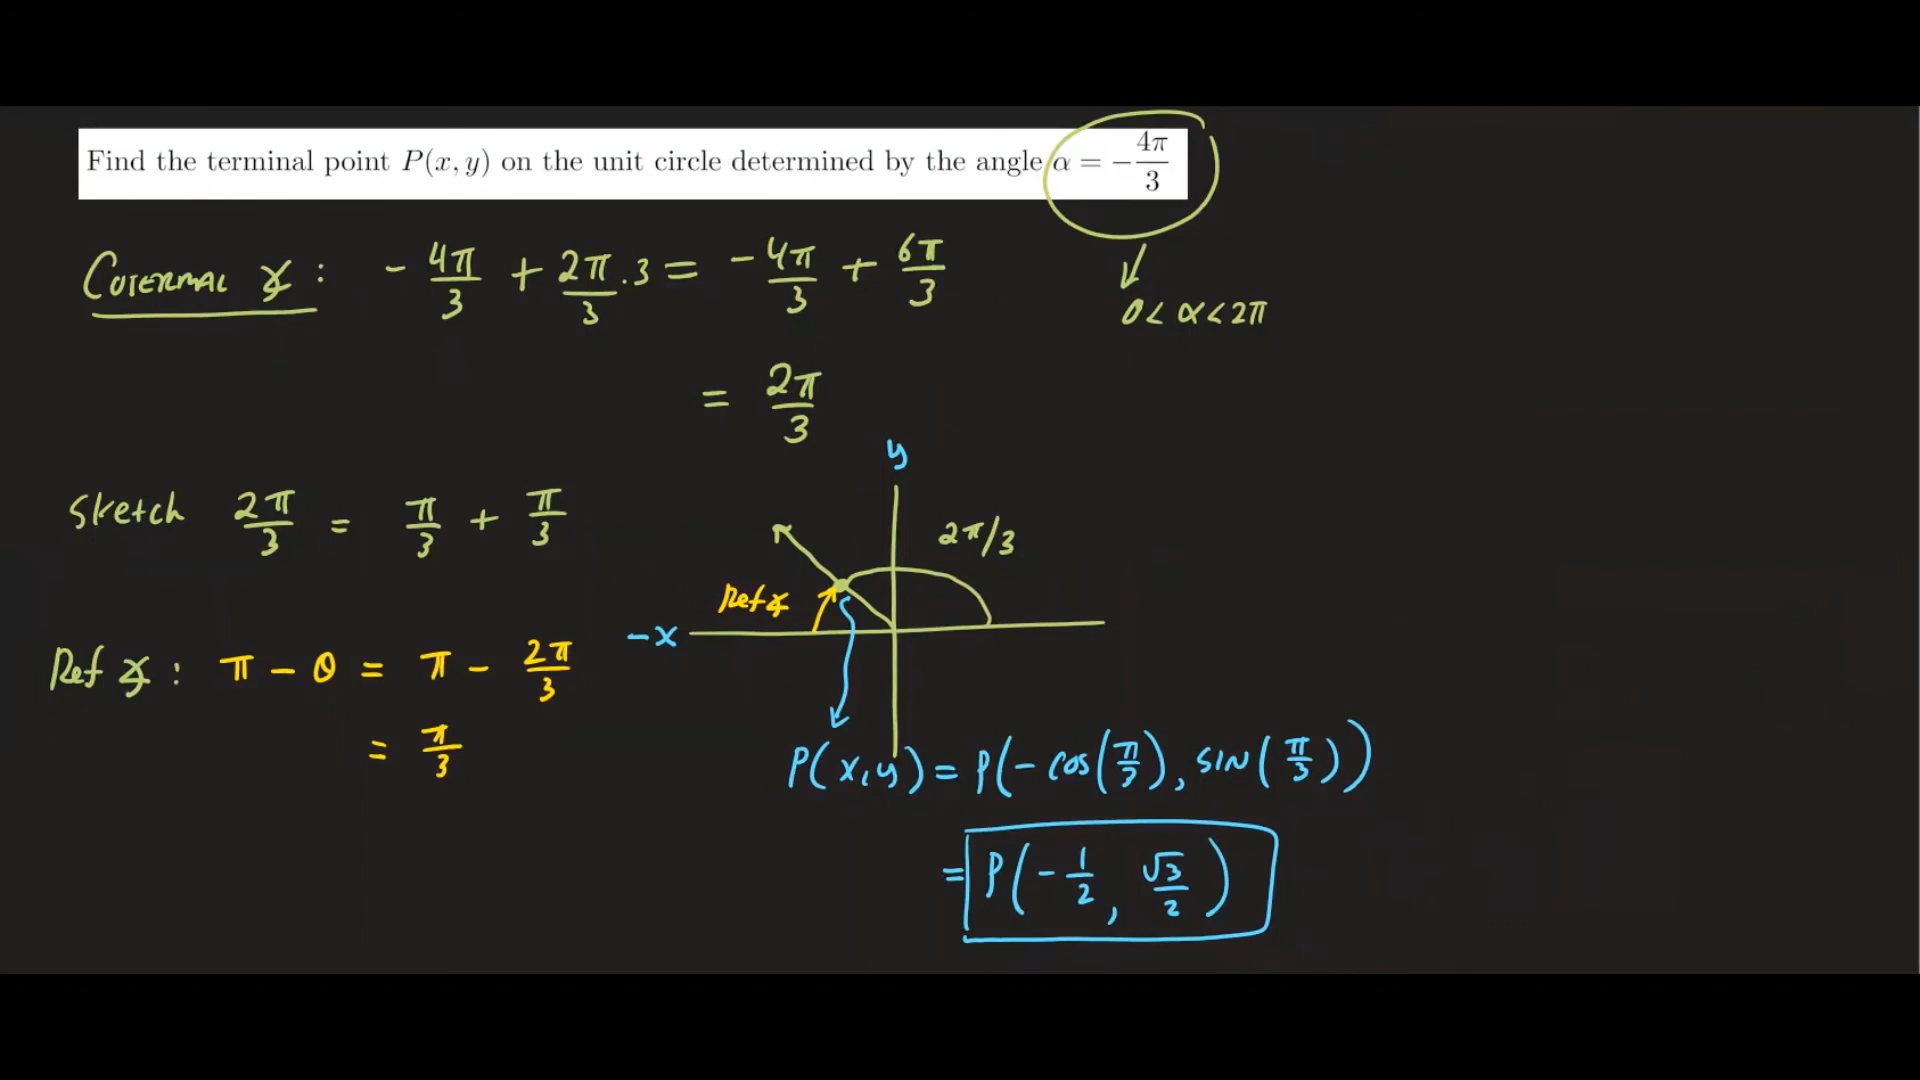 Find the terminal point P(x, y) on the unit circle determined by the angle α = −4π/3
COTERMAL ∡: - 4π/3 + 2π/3 · 3 = - 4π/3 + 6π/3
0 < α < 2π
= 2π/3
y
Sketch 2π/3 = π/3 + π/3
2π/3
Ref ∡
-x
Ref ∡: π - θ = π - 2π/3
= π/3
P(x,y) = P(-cos(π/3), SIN(π/3))
= P(-1/2, √3/2)